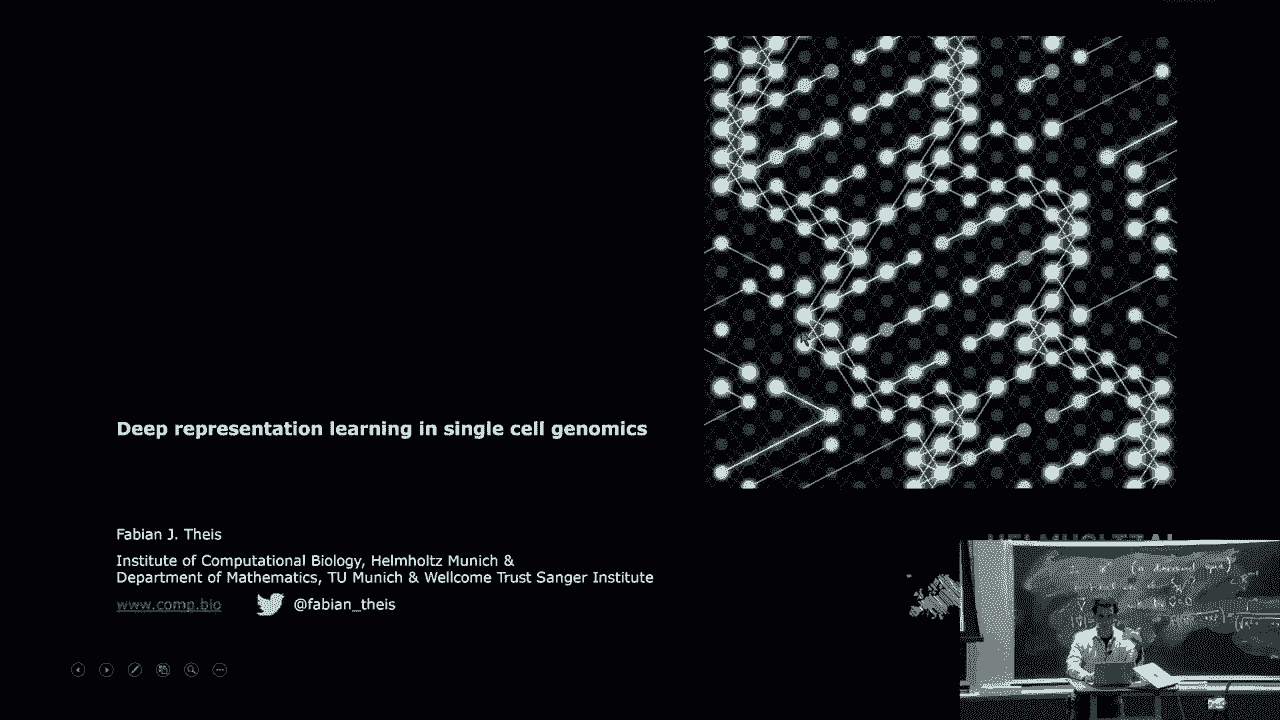 Deep representation learning in single cell genomics
Fabian J. Theis
Institute of Computational Biology, Helmholtz Munich &
Department of Mathematics, TU Munich & Wellcome Trust Sanger Institute
www.comp.bio
@fabian_theis